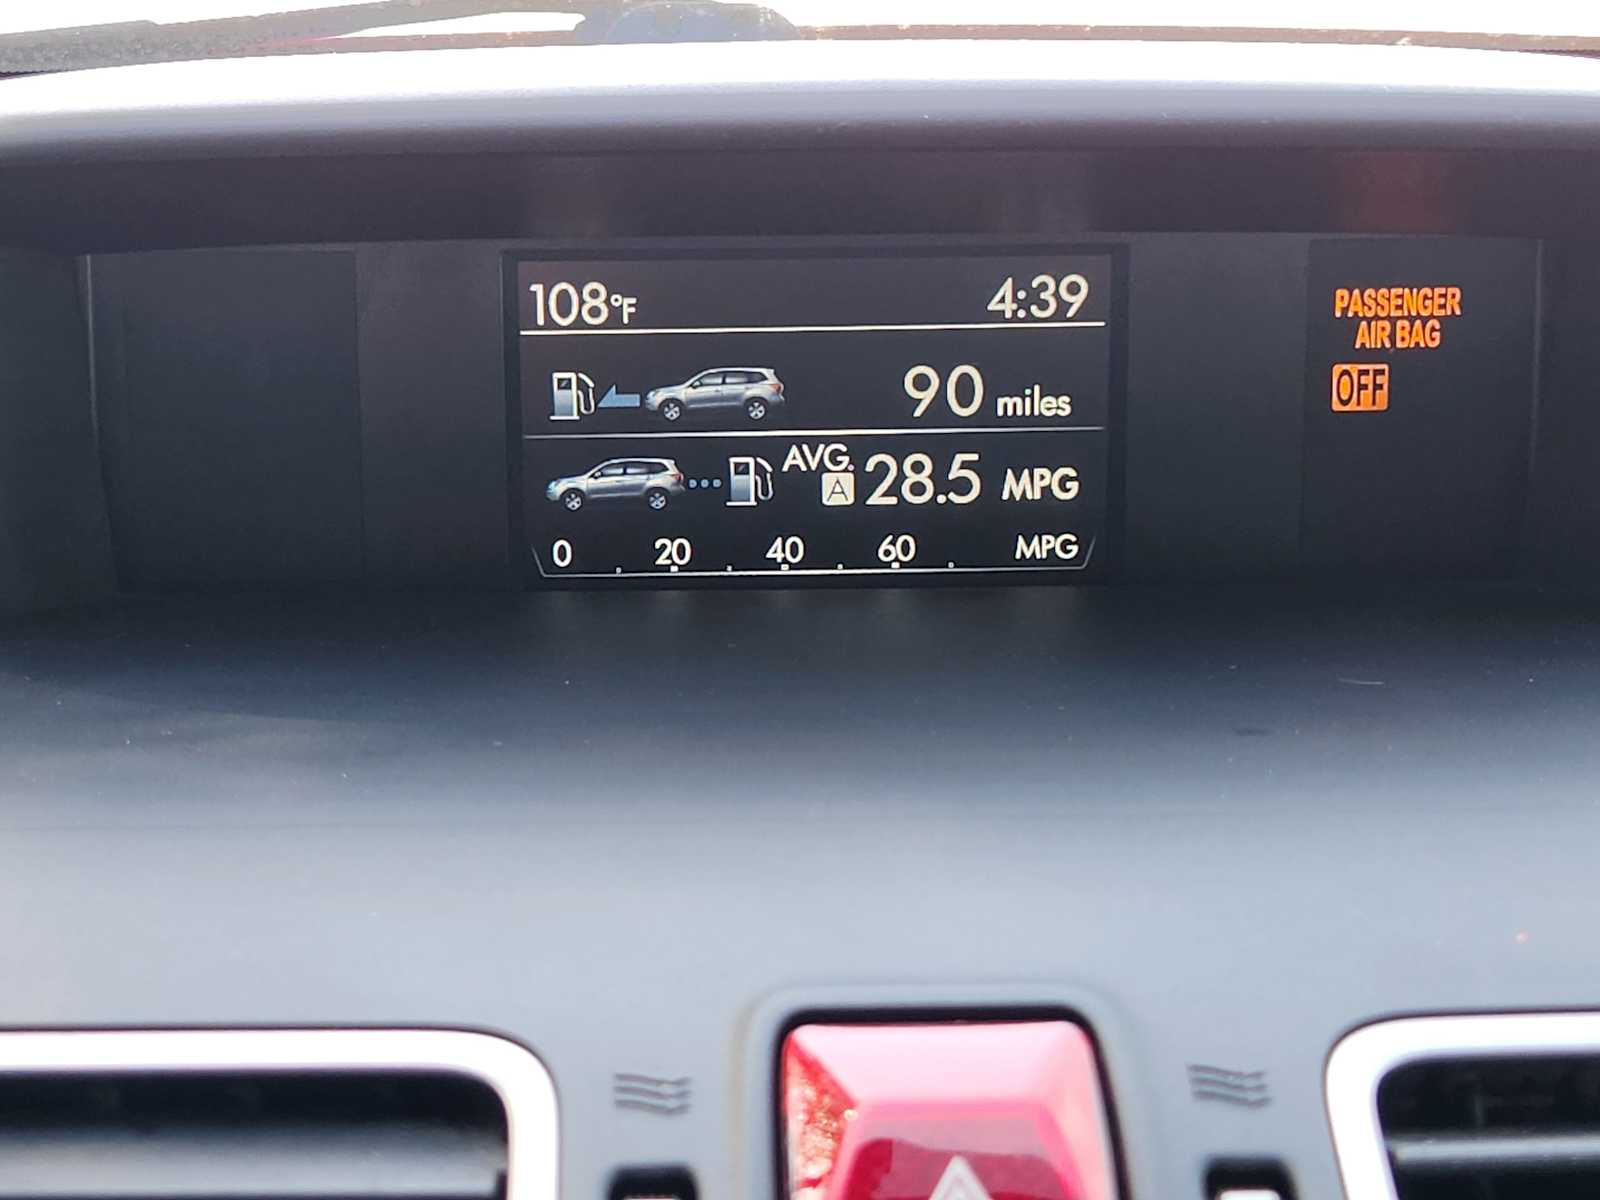 108°F 4:39
90 miles
AVG.
A 28.5 MPG
0 20 40 60 MPG
PASSENGER
AIR BAG
OFF